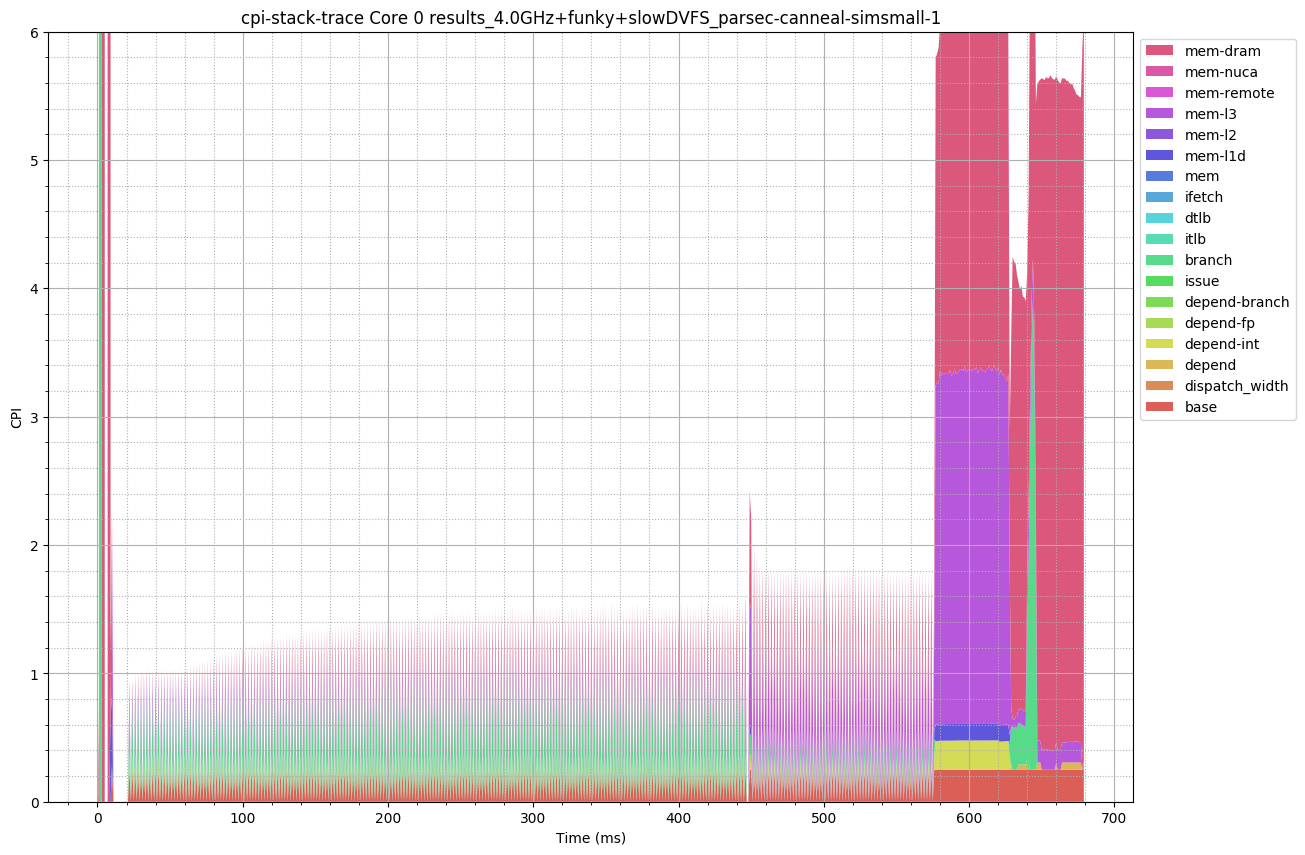 cpi-stack-trace Core 0 results_4.0GHz+funky+slowDVFS_parsec-canneal-simsmall-1
6
5
4
3
2
1
0
CPI
0
100
200
300
400
500
600
700
Time (ms)
mem-dram
mem-nuca
mem-remote
mem-l3
mem-l2
mem-l1d
mem
ifetch
dtlb
itlb
branch
issue
depend-branch
depend-fp
depend-int
depend
dispatch_width
base